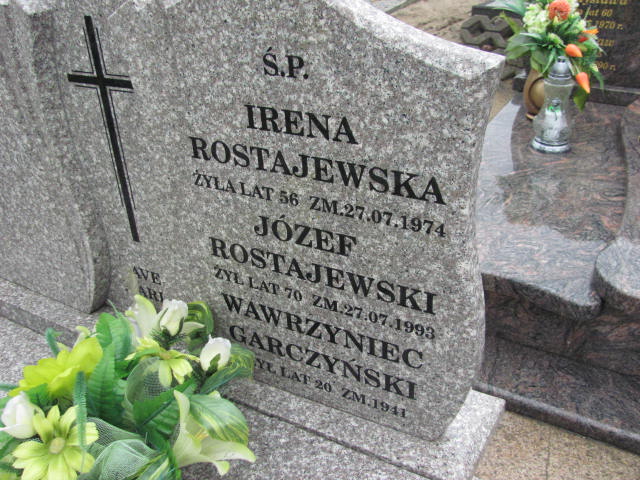 Ś.P.
IRENA
ROSTAJEWSKA
ŻYŁA LAT 56 ZM.27.07.1974
JÓZEF
ROSTAJEWSKI
ŻYŁ LAT 70 ZM.27.07.1993
WAWRZYNIEC
GARCZYŃSKI
ŻYŁ LAT 20 ZM.1941
AVE